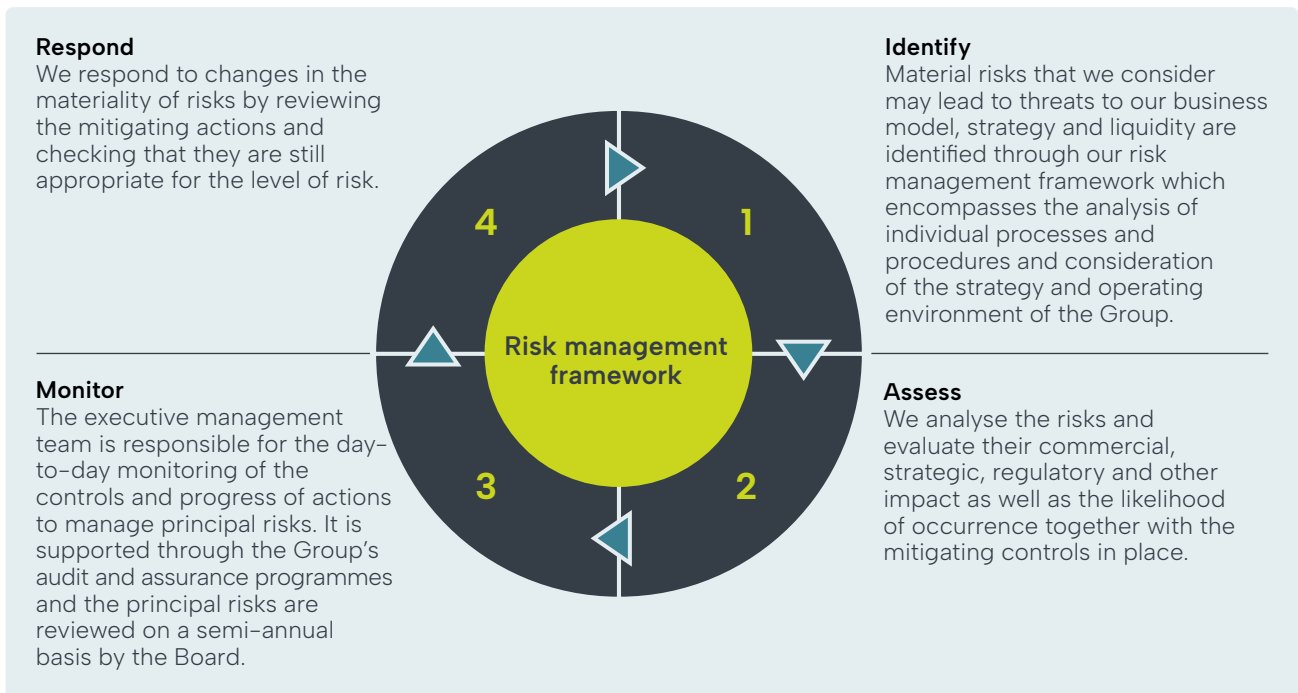 Respond
We respond to changes in the
materiality of risks by reviewing
the mitigating actions and
checking that they are still
appropriate for the level of risk.
Identify
Material risks that we consider
may lead to threats to our business
model, strategy and liquidity are
identified through our risk
management framework which
encompasses the analysis of
individual processes and
procedures and consideration
of the strategy and operating
environment of the Group.
4
1
Risk management
framework
3
2
Monitor
The executive management
team is responsible for the day-
to-day monitoring of the
controls and progress of actions
to manage principal risks. It is
supported through the Group’s
audit and assurance programmes
and the principal risks are
reviewed on a semi-annual
basis by the Board.
Assess
We analyse the risks and
evaluate their commercial,
strategic, regulatory and other
impact as well as the likelihood
of occurrence together with the
mitigating controls in place.